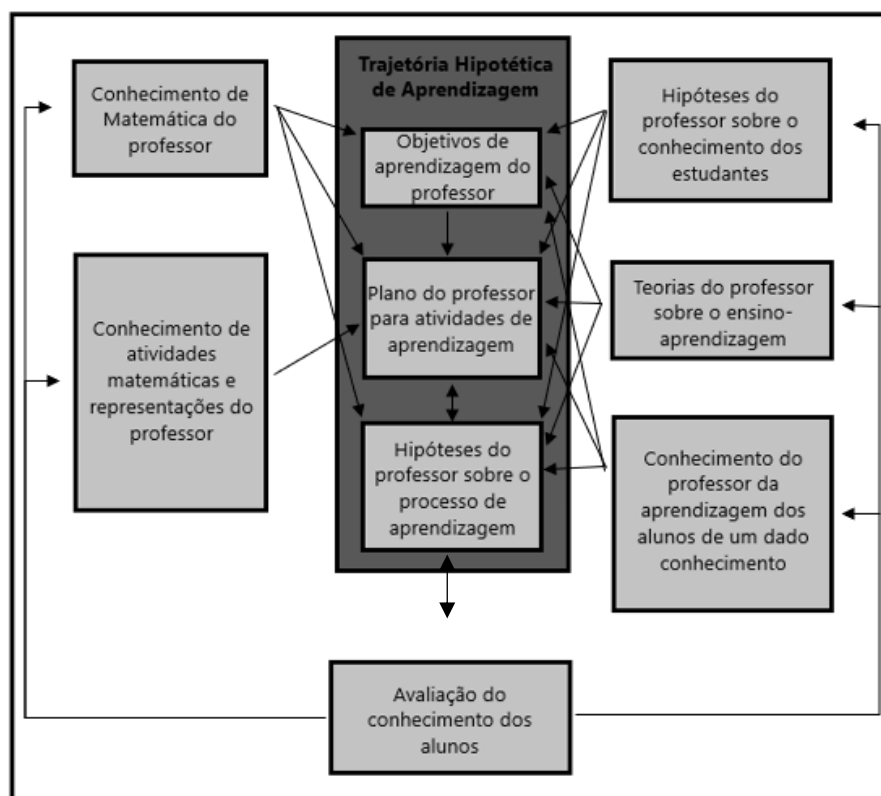 Trajetória Hipotética
de Aprendizagem
Conhecimento de
Matemática do
professor
Objetivos de
aprendizagem do
professor
Hipóteses do
professor sobre o
conhecimento dos
estudantes
Conhecimento de
atividades
matemáticas e
representações do
professor
Plano do professor
para atividades de
aprendizagem
Teorias do professor
sobre o ensino-
aprendizagem
Hipóteses do
professor sobre o
processo de
aprendizagem
Conhecimento do
professor da
aprendizagem dos
alunos de um dado
conhecimento
Avaliação do
conhecimento dos
alunos